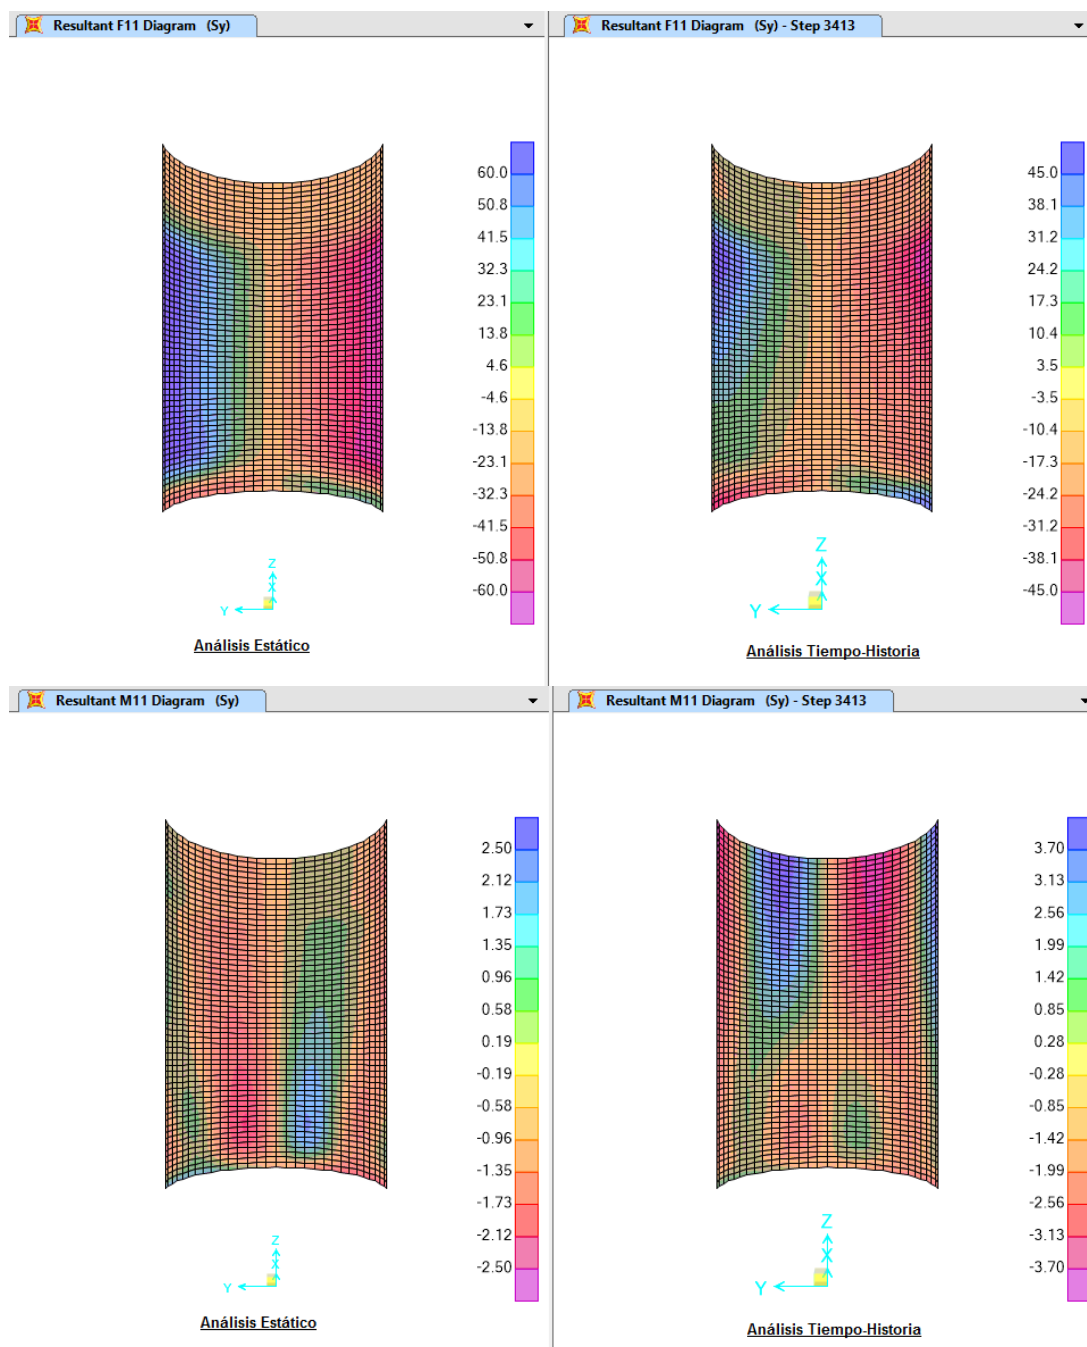 Resultant F11 Diagram (Sy)
60.0
50.8
41.5
32.3
23.1
13.8
4.6
-4.6
-13.8
-23.1
-32.3
-41.5
-50.8
-60.0
Z
X
Y
Análisis Estático
Resultant F11 Diagram (Sy) - Step 3413
45.0
38.1
31.2
24.2
17.3
10.4
3.5
-3.5
-10.4
-17.3
-24.2
-31.2
-38.1
-45.0
Z
X
Y
Análisis Tiempo-Historia
Resultant M11 Diagram (Sy)
2.50
2.12
1.73
1.35
0.96
0.58
0.19
-0.19
-0.58
-0.96
-1.35
-1.73
-2.12
-2.50
Z
X
Y
Análisis Estático
Resultant M11 Diagram (Sy) - Step 3413
3.70
3.13
2.56
1.99
1.42
0.85
0.28
-0.28
-0.85
-1.42
-1.99
-2.56
-3.13
-3.70
Z
X
Y
Análisis Tiempo-Historia